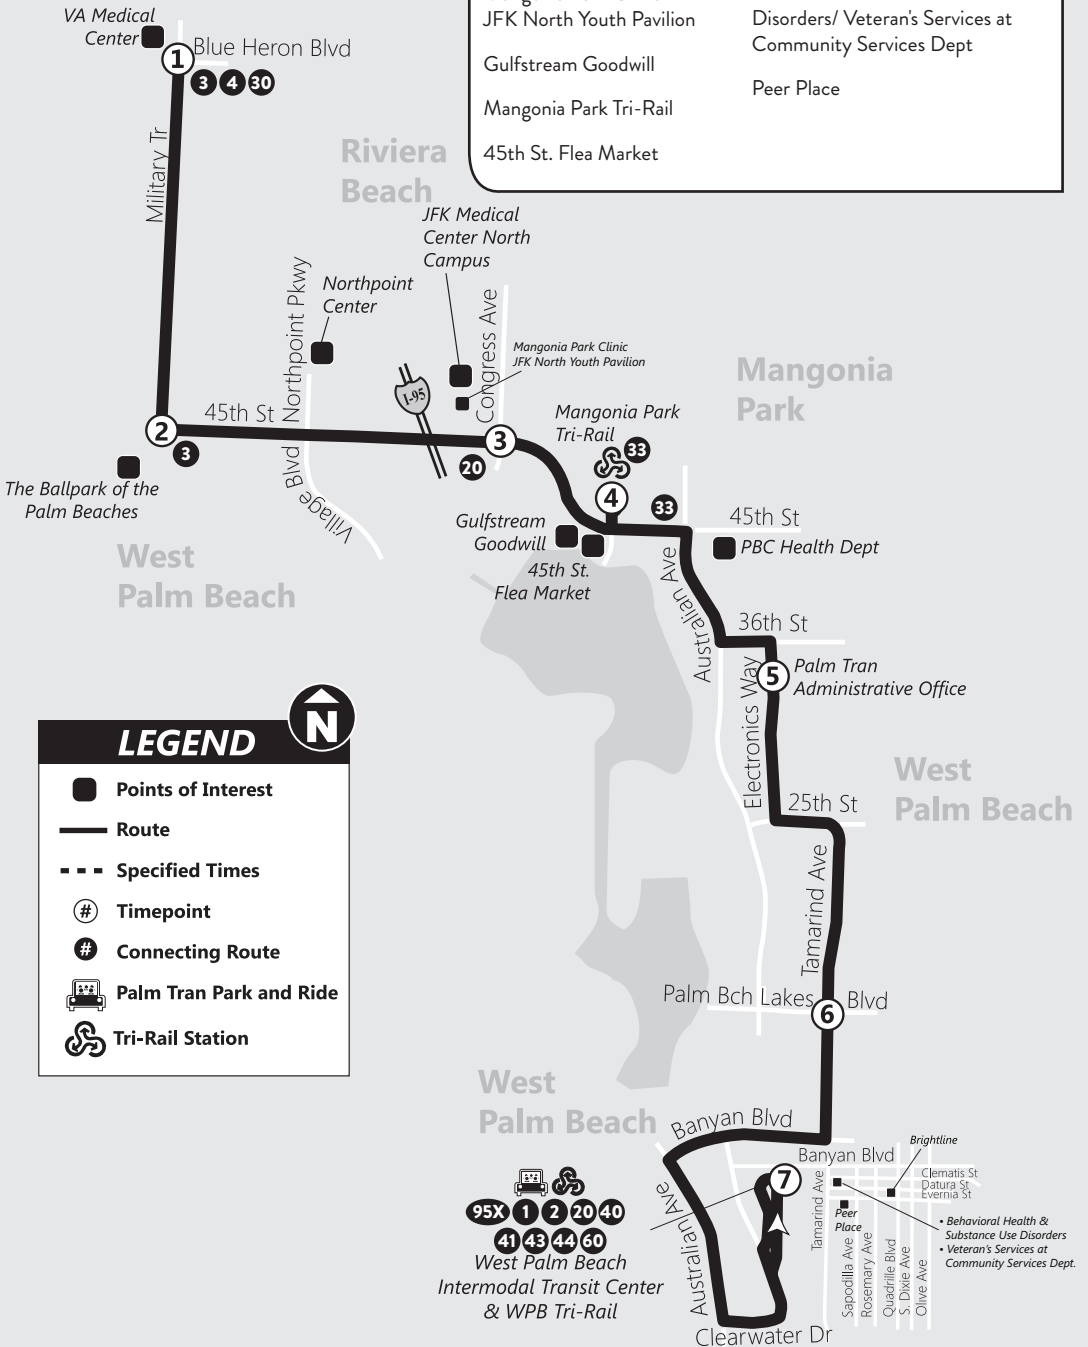 JFK North Youth Pavilion
Gulfstream Goodwill
Mangonia Park Tri-Rail
45th St. Flea Market
Disorders/ Veteran's Services at
Community Services Dept
Peer Place
VA Medical
Center
1
Blue Heron Blvd
3 4 30
Military Tr
Riviera
Beach
JFK Medical
Center North
Campus
Northpoint
Center
Northpoint Pkwy
Congress Ave
Mangonia Park Clinic
JFK North Youth Pavilion
I-95
Mangonia
Park
Mangonia Park
Tri-Rail
33
45th St
2
3
3
20
4
33
45th St
The Ballpark of the
Palm Beaches
Village Blvd
Gulfstream
Goodwill
45th St.
Flea Market
PBC Health Dept
West
Palm Beach
Australian Ave
36th St
5
Palm Tran
Administrative Office
Electronics Way
25th St
West
Palm Beach
N
LEGEND
Points of Interest
Route
Specified Times
# Timepoint
# Connecting Route
Palm Tran Park and Ride
Tri-Rail Station
Tamarind Ave
Palm Bch Lakes Blvd
6
West
Palm Beach
Banyan Blvd
Banyan Blvd
Brightline
7
Clematis St
Datura St
Evernia St
Tamarind Ave
Peer
Place
Sapodilla Ave
Rosemary Ave
Quadrille Blvd
S. Dixie Ave
Olive Ave
• Behavioral Health &
Substance Use Disorders
• Veteran's Services at
Community Services Dept.
95X 1 2 20 40
41 43 44 60
West Palm Beach
Intermodal Transit Center
& WPB Tri-Rail
Australian Ave
Clearwater Dr